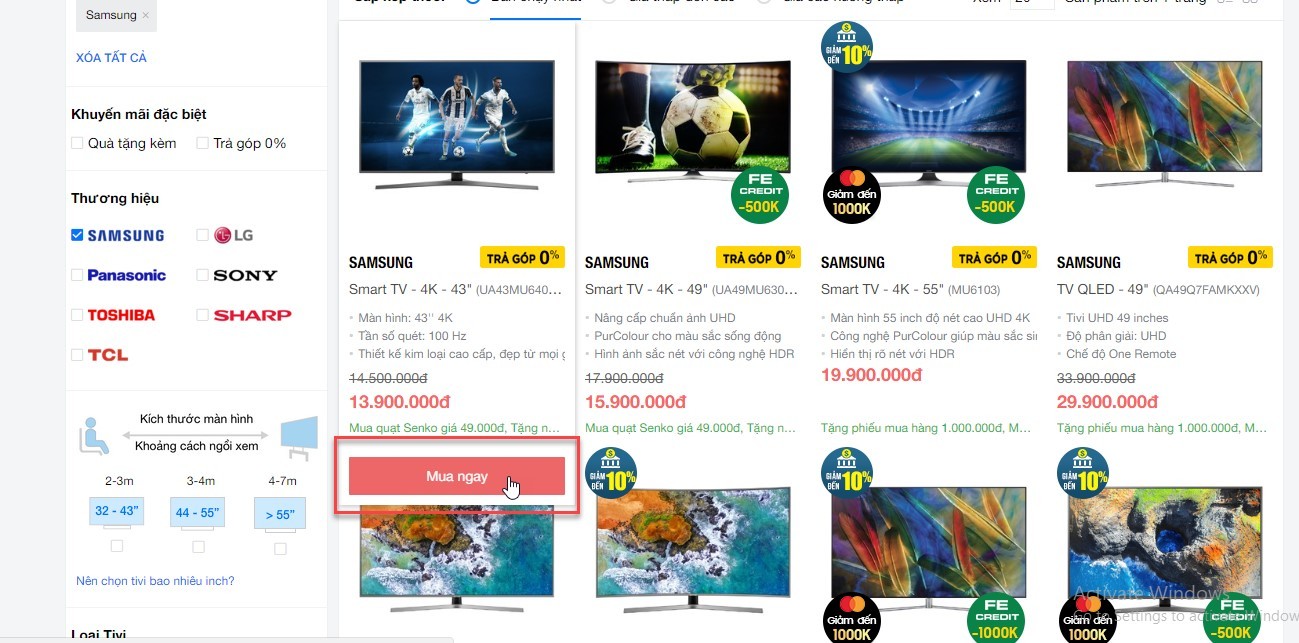 Samsung ×
XÓA TẤT CẢ
Khuyến mãi đặc biệt
Quà tặng kèm
Trả góp 0%
Thương hiệu
SAMSUNG
LG
Panasonic
SONY
TOSHIBA
SHARP
TCL
Kích thước màn hình
Khoảng cách ngồi xem
2-3m
3-4m
4-7m
32 - 43”
44 - 55”
> 55”
Nên chọn tivi bao nhiêu inch?
Loại Tivi
SAMSUNG
TRẢ GÓP 0%
Smart TV - 4K - 43" (UA43MU640...
Màn hình: 43'' 4K
Tần số quét: 100 Hz
Thiết kế kim loại cao cấp, đẹp từ mọi g
14.500.000đ
13.900.000đ
Mua quạt Senko giá 49.000đ, Tặng n...
Mua ngay
FE
CREDIT
-500K
SAMSUNG
TRẢ GÓP 0%
Smart TV - 4K - 49" (UA49MU630...
Nâng cấp chuẩn ảnh UHD
PurColour cho màu sắc sống động
Hình ảnh sắc nét với công nghệ HDR
17.900.000đ
15.900.000đ
Mua quạt Senko giá 49.000đ, Tặng n...
GIẢM
ĐẾN 10%
Giảm đến
1000K
FE
CREDIT
-500K
SAMSUNG
TRẢ GÓP 0%
Smart TV - 4K - 55" (MU6103)
Màn hình 55 inch độ nét cao UHD 4K
Công nghệ PurColour giúp màu sắc sin
Hiển thị rõ nét với HDR
19.900.000đ
Tặng phiếu mua hàng 1.000.000đ, M...
SAMSUNG
TRẢ GÓP 0%
TV QLED - 49" (QA49Q7FAMKXXV)
Tivi UHD 49 inches
Độ phân giải: UHD
Chế độ One Remote
33.900.000đ
29.900.000đ
Tặng phiếu mua hàng 1.000.000đ, M...
GIẢM
ĐẾN 10%
GIẢM
ĐẾN 10%
Giảm đến
1000K
FE
CREDIT
-1000K
GIẢM
ĐẾN 10%
Giảm đến
1000K
FE
CREDIT
-500K
Activate Windows
Go to Settings to activate Window